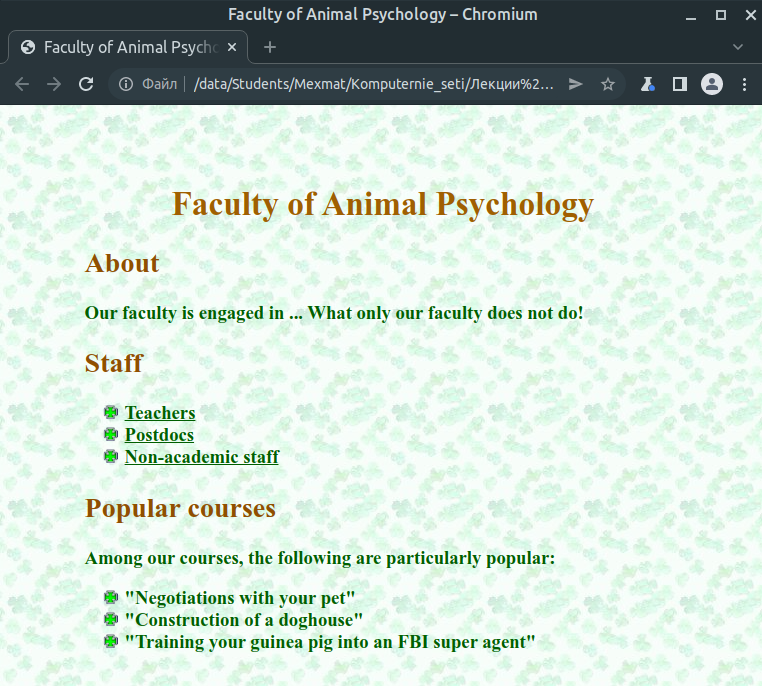 Faculty of Animal Psychology – Chromium
Faculty of Animal Psych
Файл /data/Students/Mexmat/Komputernie_seti/Лекции%2...
Faculty of Animal Psychology
About
Our faculty is engaged in ... What only our faculty does not do!
Staff
Teachers
Postdocs
Non-academic staff
Popular courses
Among our courses, the following are particularly popular:
"Negotiations with your pet"
"Construction of a doghouse"
"Training your guinea pig into an FBI super agent"